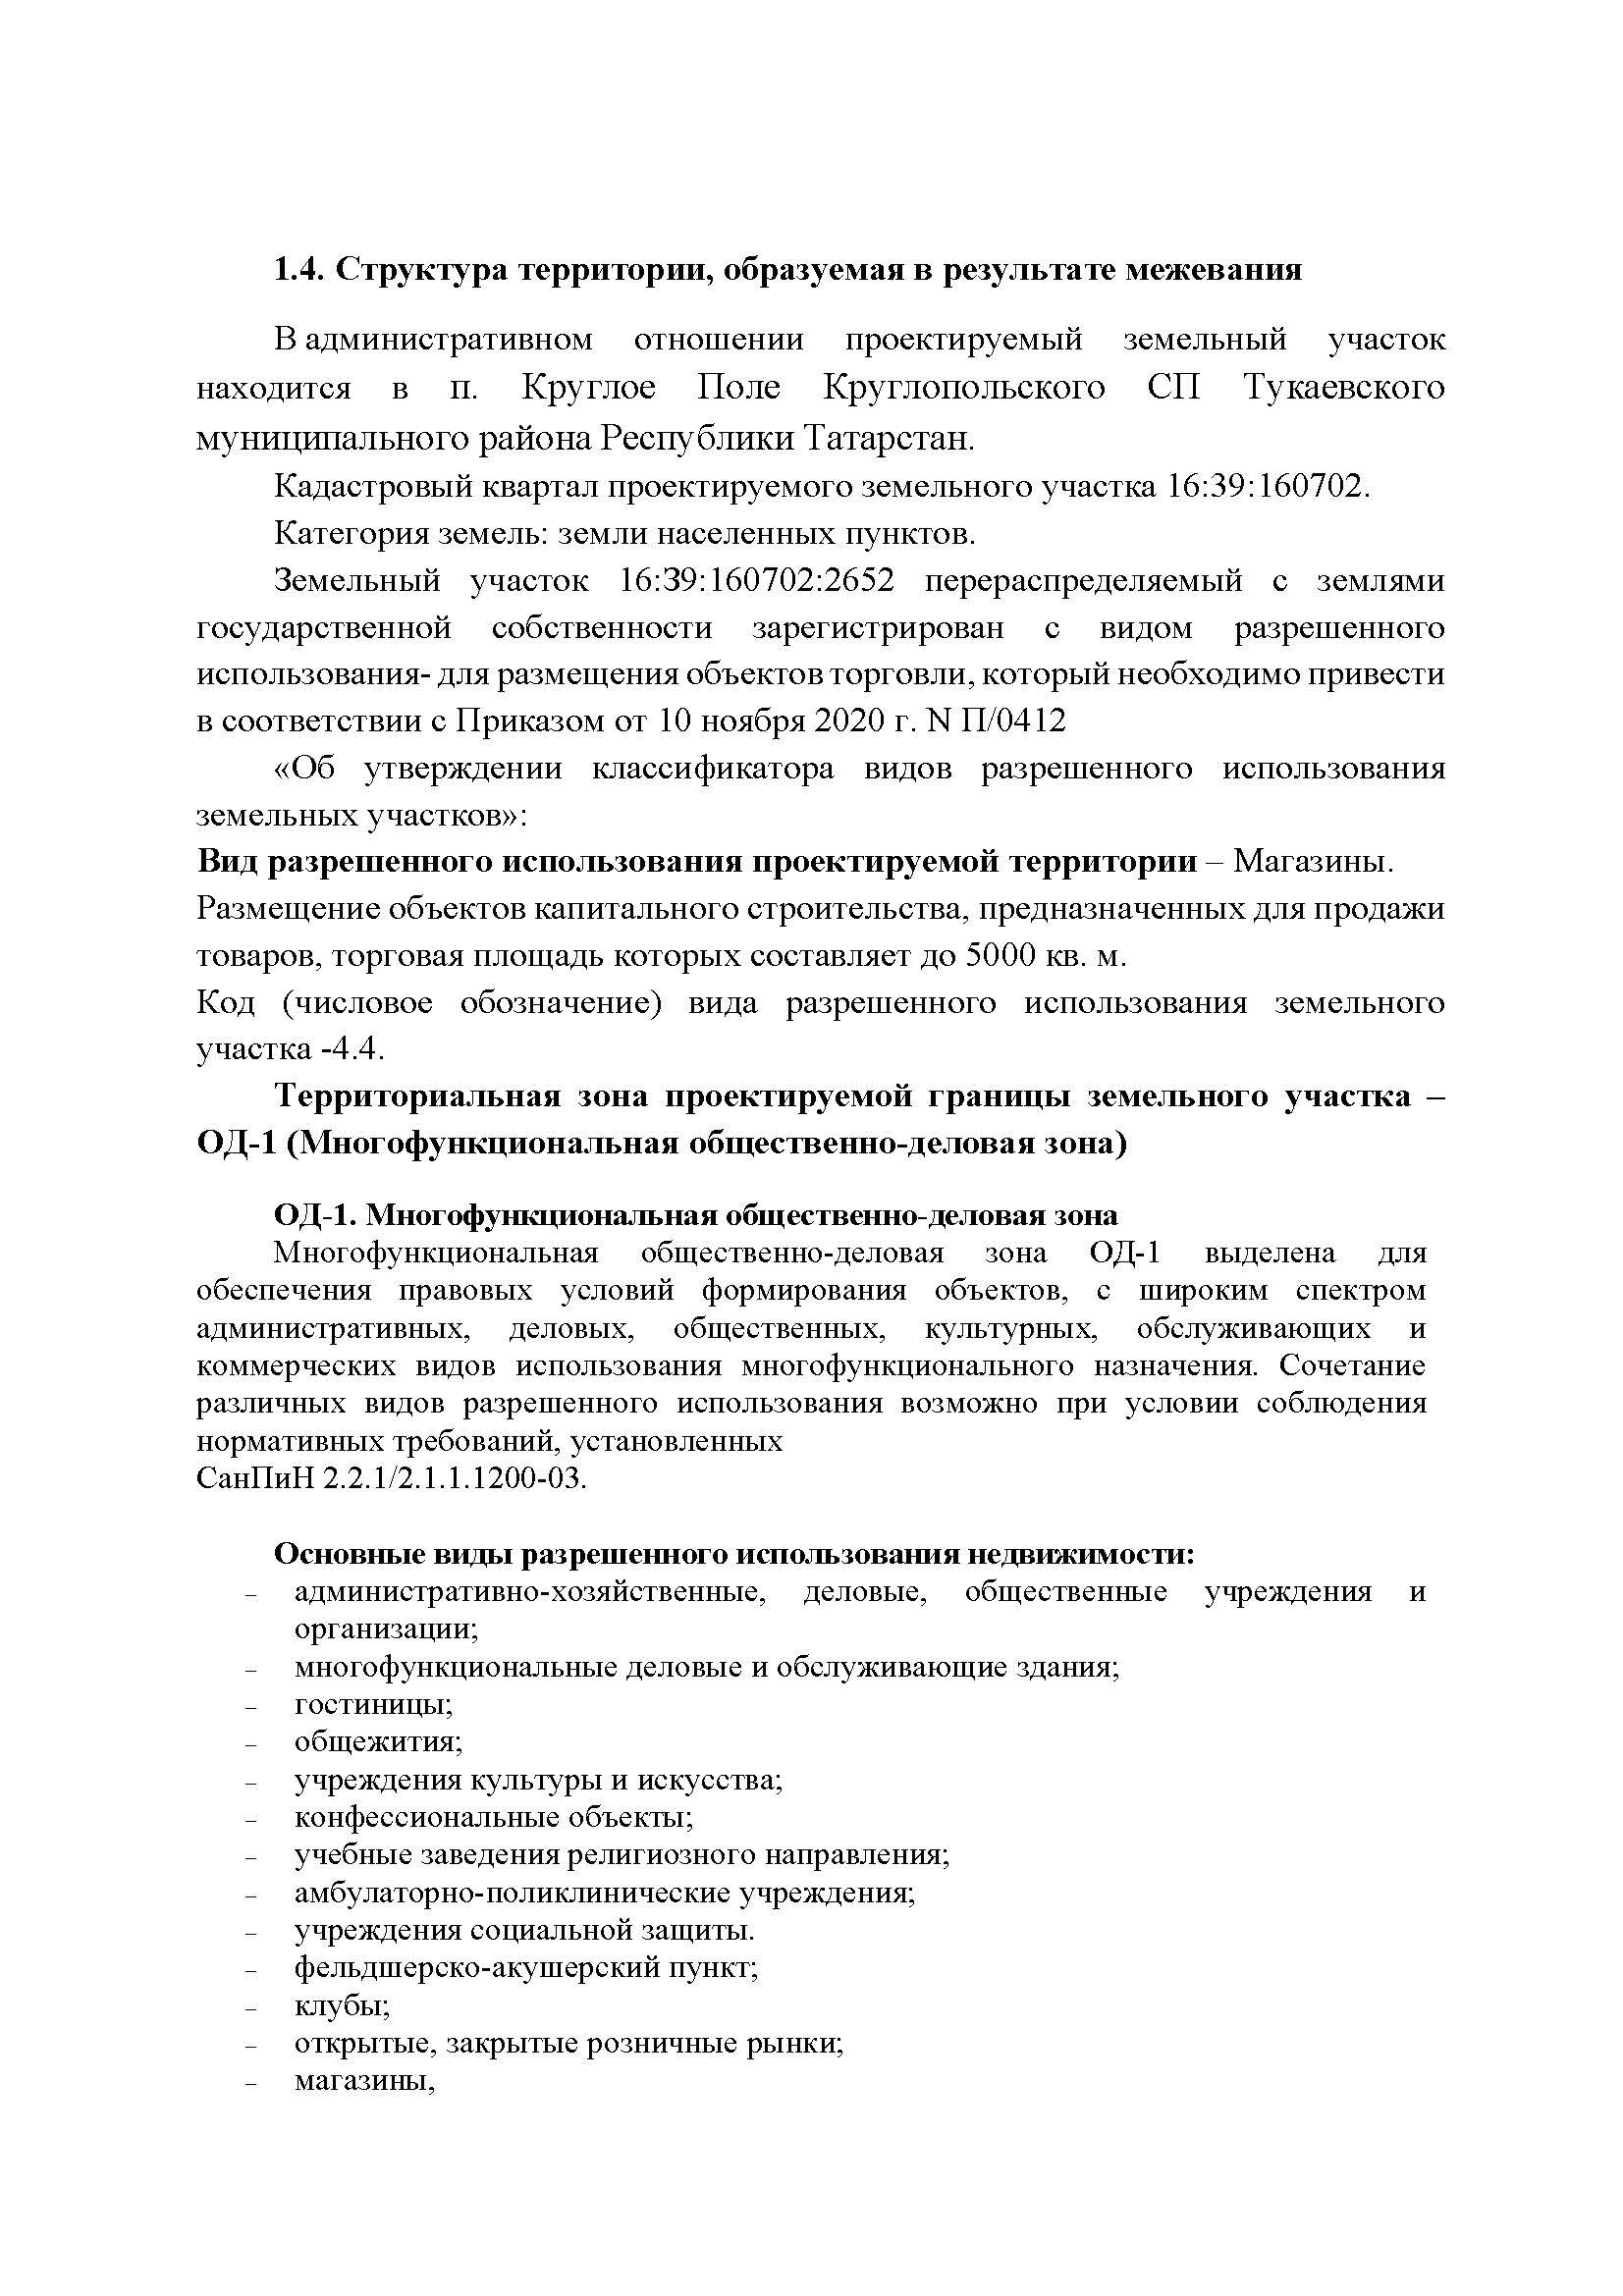 1.4. Структура территории, образуемая в результате межевания
В административном отношении проектируемый земельный участок
находится в п. Круглое Поле Круглопольского СП Тукаевского
муниципального района Республики Татарстан.
Кадастровый квартал проектируемого земельного участка 16:39:160702.
Категория земель: земли населенных пунктов.
Земельный участок 16:39:160702:2652 перераспределяемый с землями
государственной собственности зарегистрирован с видом разрешенного
использования- для размещения объектов торговли, который необходимо привести
в соответствии с Приказом от 10 ноября 2020 г. N П/0412
«Об утверждении классификатора видов разрешенного использования
земельных участков»:
Вид разрешенного использования проектируемой территории – Магазины.
Размещение объектов капитального строительства, предназначенных для продажи
товаров, торговая площадь которых составляет до 5000 кв. м.
Код (числовое обозначение) вида разрешенного использования земельного
участка -4.4.
Территориальная зона проектируемой границы земельного участка –
ОД-1 (Многофункциональная общественно-деловая зона)
ОД-1. Многофункциональная общественно-деловая зона
Многофункциональная общественно-деловая зона ОД-1 выделена для
обеспечения правовых условий формирования объектов, с широким спектром
административных, деловых, общественных, культурных, обслуживающих и
коммерческих видов использования многофункционального назначения. Сочетание
различных видов разрешенного использования возможно при условии соблюдения
нормативных требований, установленных
СанПиН 2.2.1/2.1.1.1200-03.
Основные виды разрешенного использования недвижимости:
– административно-хозяйственные, деловые, общественные учреждения и
организации;
– многофункциональные деловые и обслуживающие здания;
– гостиницы;
– общежития;
– учреждения культуры и искусства;
– конфессиональные объекты;
– учебные заведения религиозного направления;
– амбулаторно-поликлинические учреждения;
– учреждения социальной защиты.
– фельдшерско-акушерский пункт;
– клубы;
– открытые, закрытые розничные рынки;
– магазины,